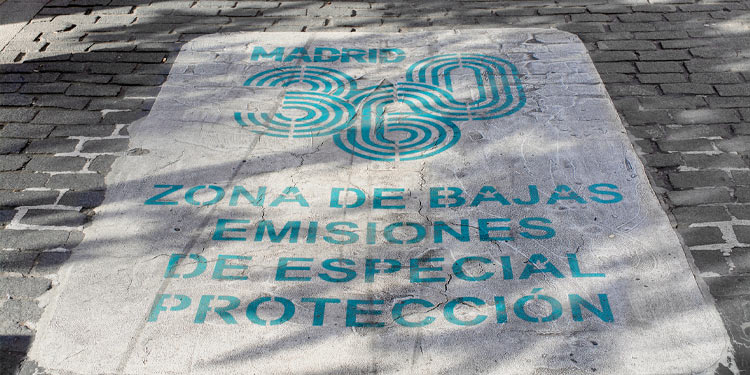 MADRID
360
ZONA DE BAJAS
EMISIONES
DE ESPECIAL
PROTECCIÓN